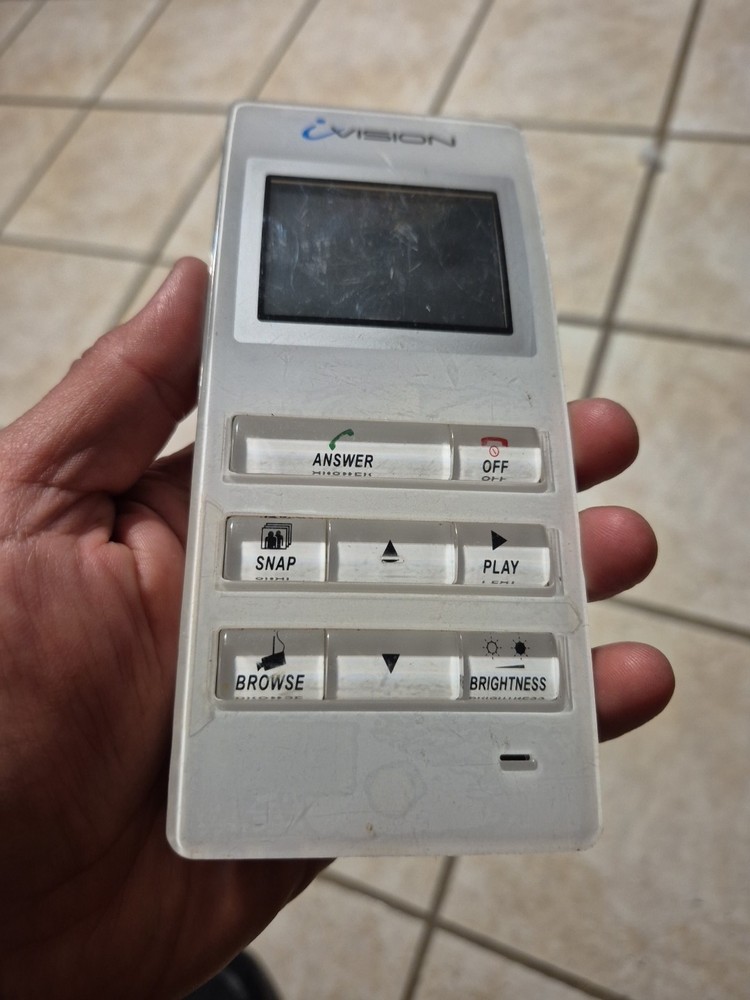 iVISION
ANSWER
OFF
SNAP
PLAY
BROWSE
BRIGHTNESS